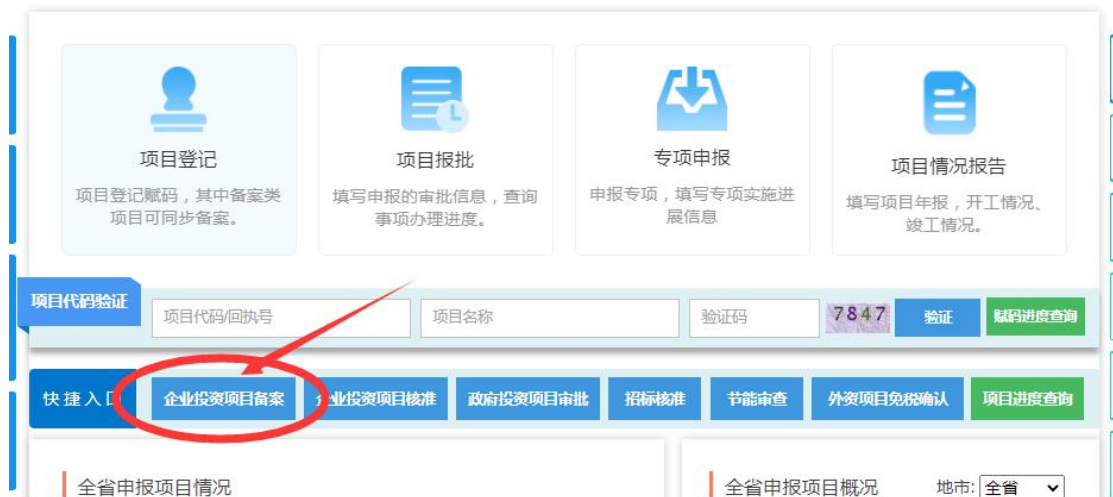 项目登记
项目登记赋码，其中备案类
项目可同步备案。
项目报批
填写申报的审批信息，查询
事项办理进度。
专项申报
申报专项，填写专项实施进
展信息
项目情况报告
填写项目年报，开工情况、
竣工情况。
项目代码验证
项目代码/回执号
项目名称
验证码
7847
验证
赋码进度查询
快捷入口
企业投资项目备案
企业投资项目核准
政府投资项目审批
招标核准
节能审查
外资项目免税确认
项目进度查询
全省申报项目情况
全省申报项目概况
地市: 全省